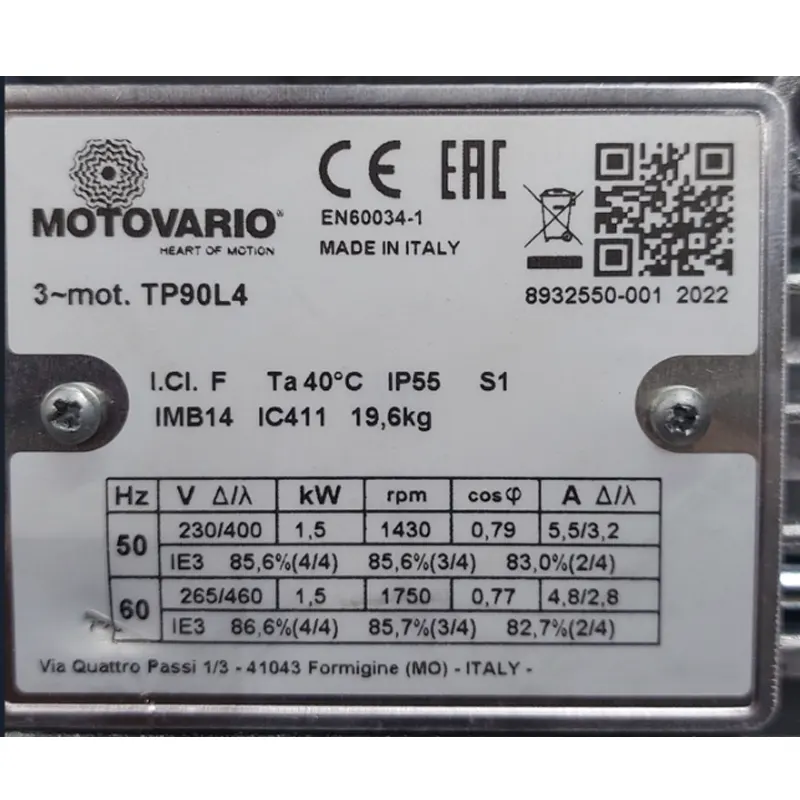 MOTOVARIO®
HEART OF MOTION
CE EAC
EN60034-1
MADE IN ITALY
3~mot. TP90L4
8932550-001 2022
I.Cl. F Ta 40°C IP55 S1
IMB14 IC411 19,6kg
Hz V Δ/λ kW rpm cosφ A Δ/λ
50 230/400 1,5 1430 0,79 5,5/3,2
IE3 85,6%(4/4) 85,6%(3/4) 83,0%(2/4)
60 265/460 1,5 1750 0,77 4,8/2,8
IE3 86,6%(4/4) 85,7%(3/4) 82,7%(2/4)
Via Quattro Passi 1/3 - 41043 Formigine (MO) - ITALY -